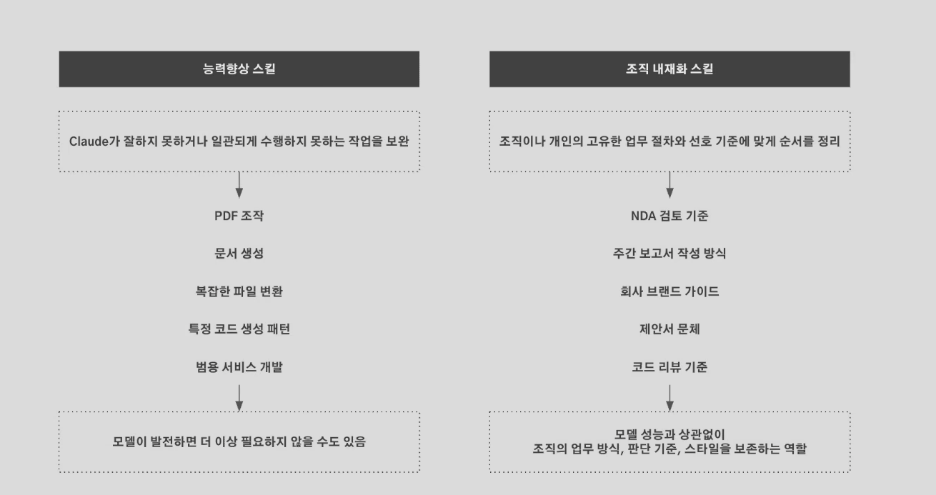 능력향상 스킬
Claude가 잘하지 못하거나 일관되게 수행하지 못하는 작업을 보완
PDF 조작
문서 생성
복잡한 파일 변환
특정 코드 생성 패턴
범용 서비스 개발
모델이 발전하면 더 이상 필요하지 않을 수도 있음
조직 내재화 스킬
조직이나 개인의 고유한 업무 절차와 선호 기준에 맞게 순서를 정리
NDA 검토 기준
주간 보고서 작성 방식
회사 브랜드 가이드
제안서 문체
코드 리뷰 기준
모델 성능과 상관없이
조직의 업무 방식, 판단 기준, 스타일을 보존하는 역할